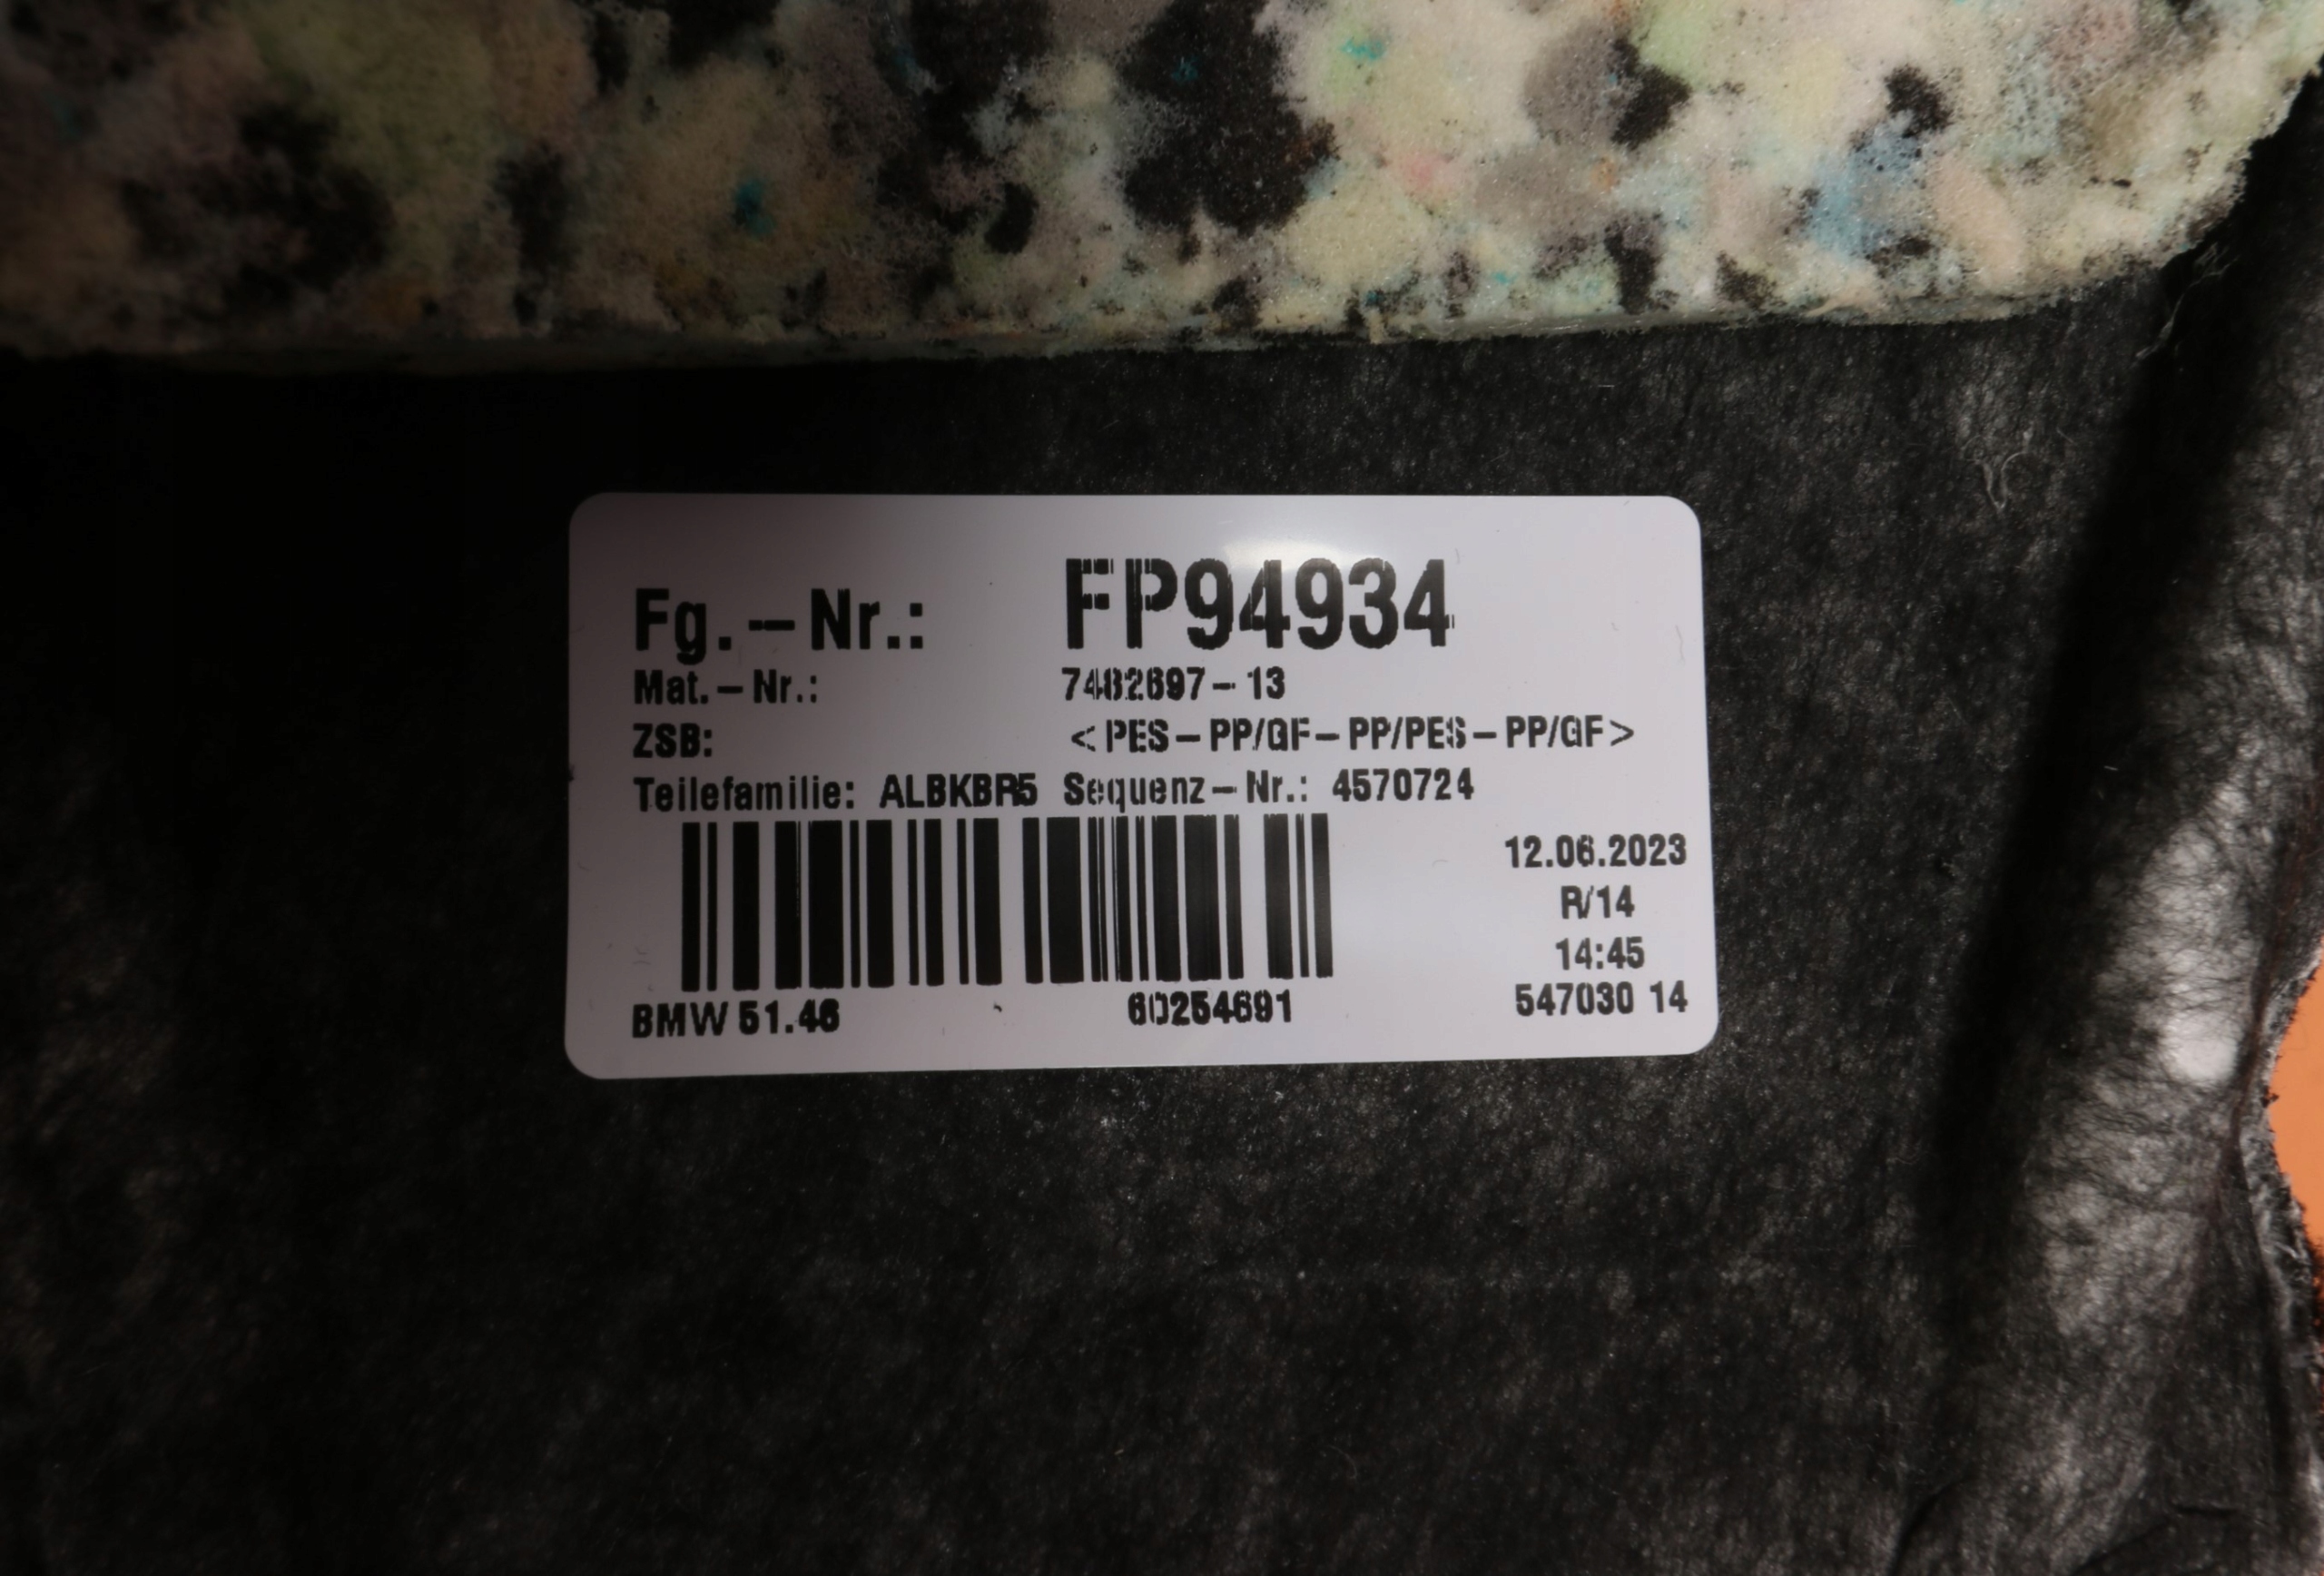 Fg.-Nr.: FP94934
Mat.-Nr.: 7482697-13
ZSB: <PES-PP/GF-PP/PES-PP/GF>
Teilefamilie: ALBKBR5 Sequenz-Nr.: 4570724
12.06.2023
R/14
14:45
BMW 51.46 60254691 547030 14